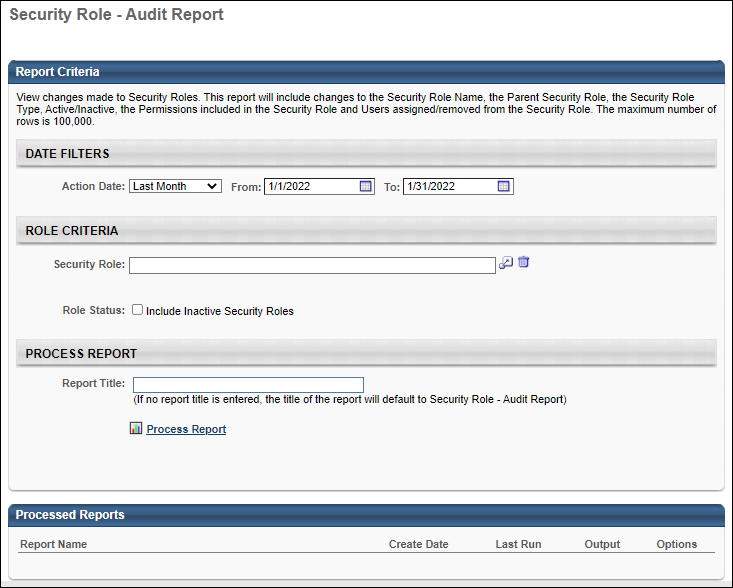 Security Role - Audit Report
Report Criteria
View changes made to Security Roles. This report will include changes to the Security Role Name, the Parent Security Role, the Security Role
Type, Active/Inactive, the Permissions included in the Security Role and Users assigned/removed from the Security Role. The maximum number of
rows is 100,000.
DATE FILTERS
Action Date: Last Month From: 1/1/2022 To: 1/31/2022
ROLE CRITERIA
Security Role:
Role Status: Include Inactive Security Roles
PROCESS REPORT
Report Title:
(If no report title is entered, the title of the report will default to Security Role - Audit Report)
Process Report
Processed Reports
Report Name Create Date Last Run Output Options